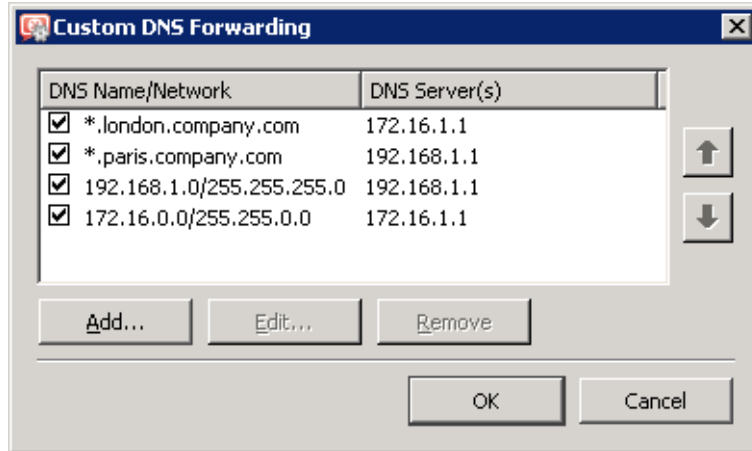 Custom DNS Forwarding
DNS Name/Network DNS Server(s)
*.london.company.com 172.16.1.1
*.paris.company.com 192.168.1.1
192.168.1.0/255.255.255.0 192.168.1.1
172.16.0.0/255.255.0.0 172.16.1.1
Add... Edit... Remove
OK Cancel